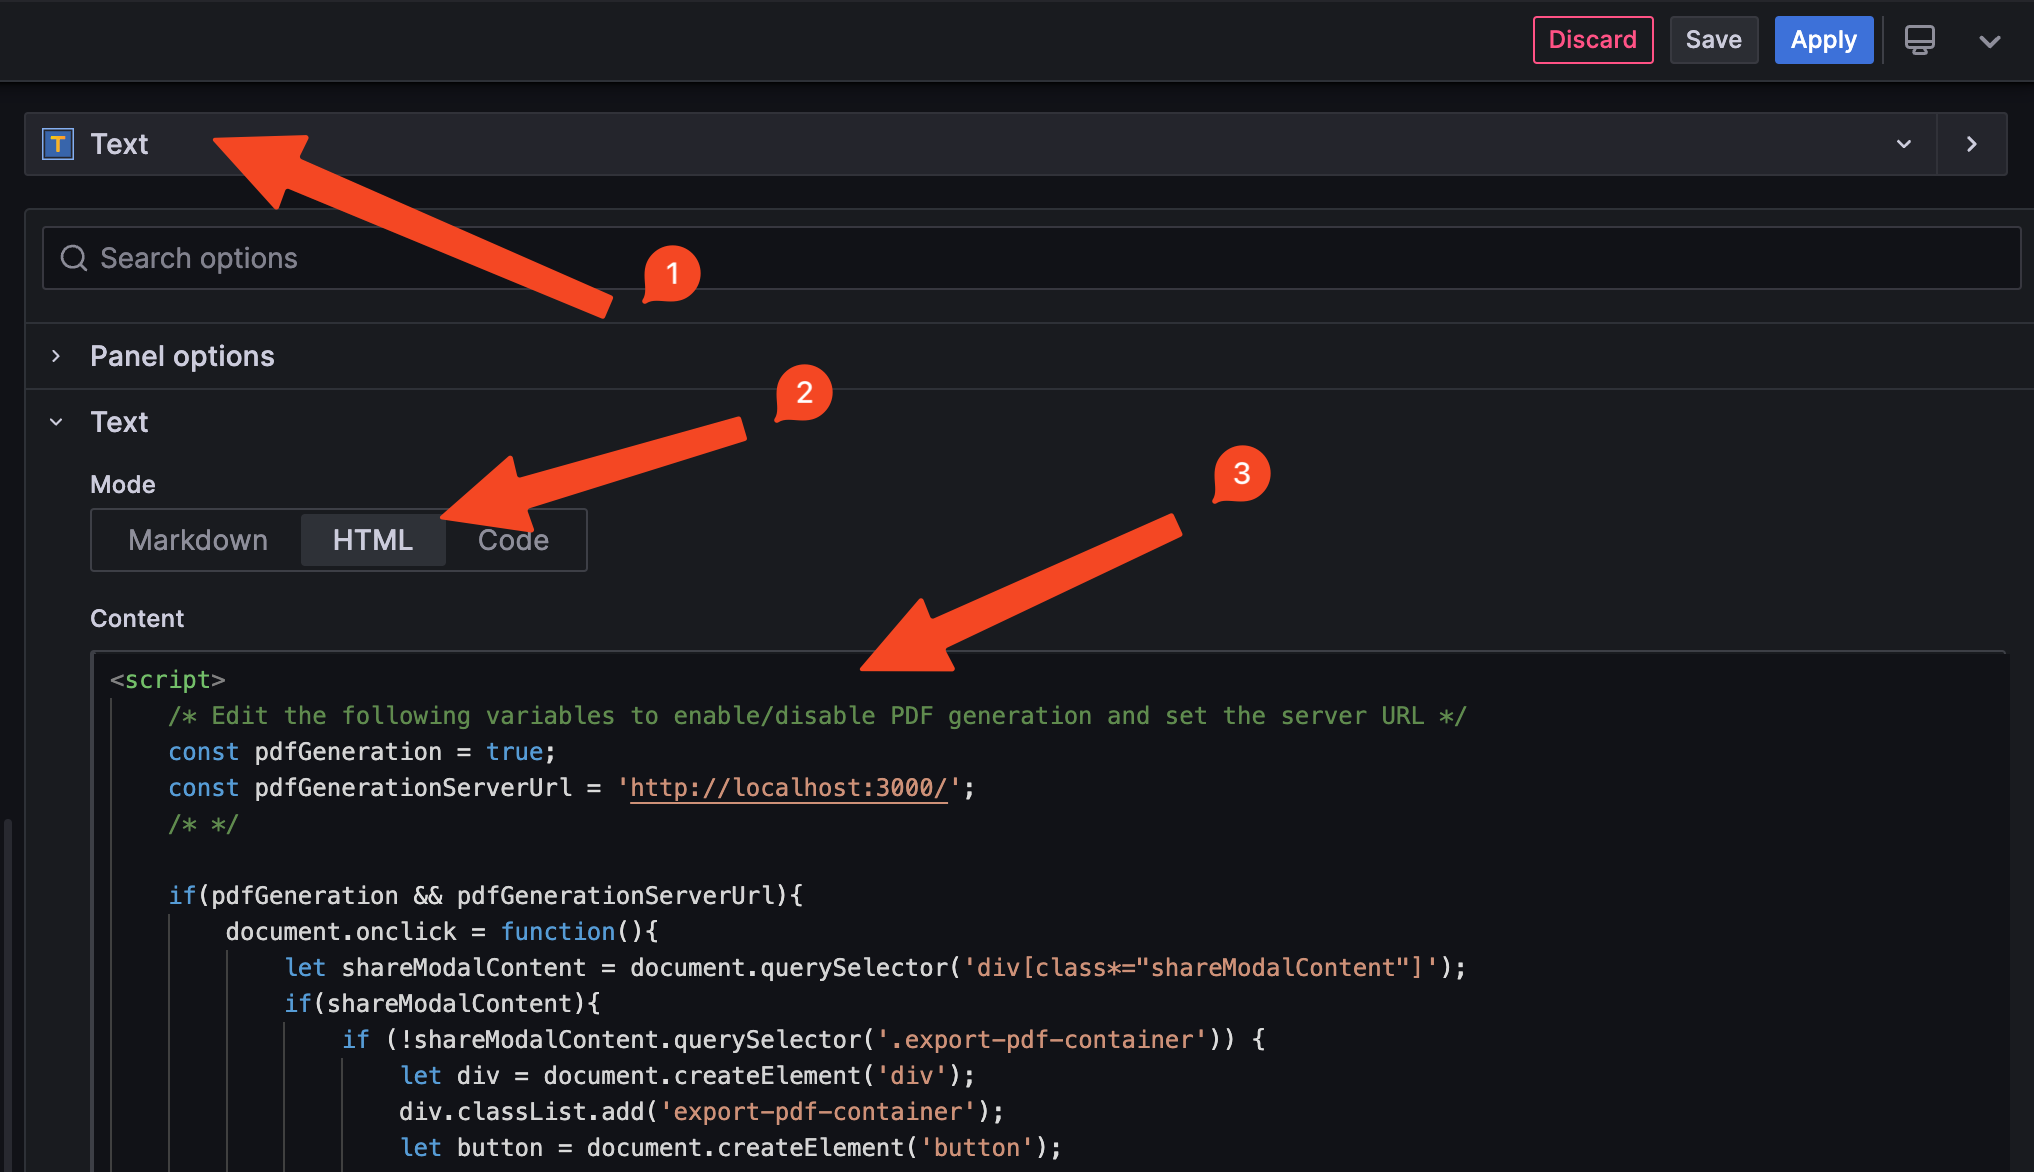 Discard Save Apply
T Text
Search options
1
Panel options
2
Text
3
Mode
Markdown HTML Code
Content
<script>
/* Edit the following variables to enable/disable PDF generation and set the server URL */
const pdfGeneration = true;
const pdfGenerationServerUrl = 'http://localhost:3000/';
/* */
if(pdfGeneration && pdfGenerationServerUrl){
document.onclick = function(){
let shareModalContent = document.querySelector('div[class*="shareModalContent"]');
if(shareModalContent){
if (!shareModalContent.querySelector('.export-pdf-container')) {
let div = document.createElement('div');
div.classList.add('export-pdf-container');
let button = document.createElement('button');